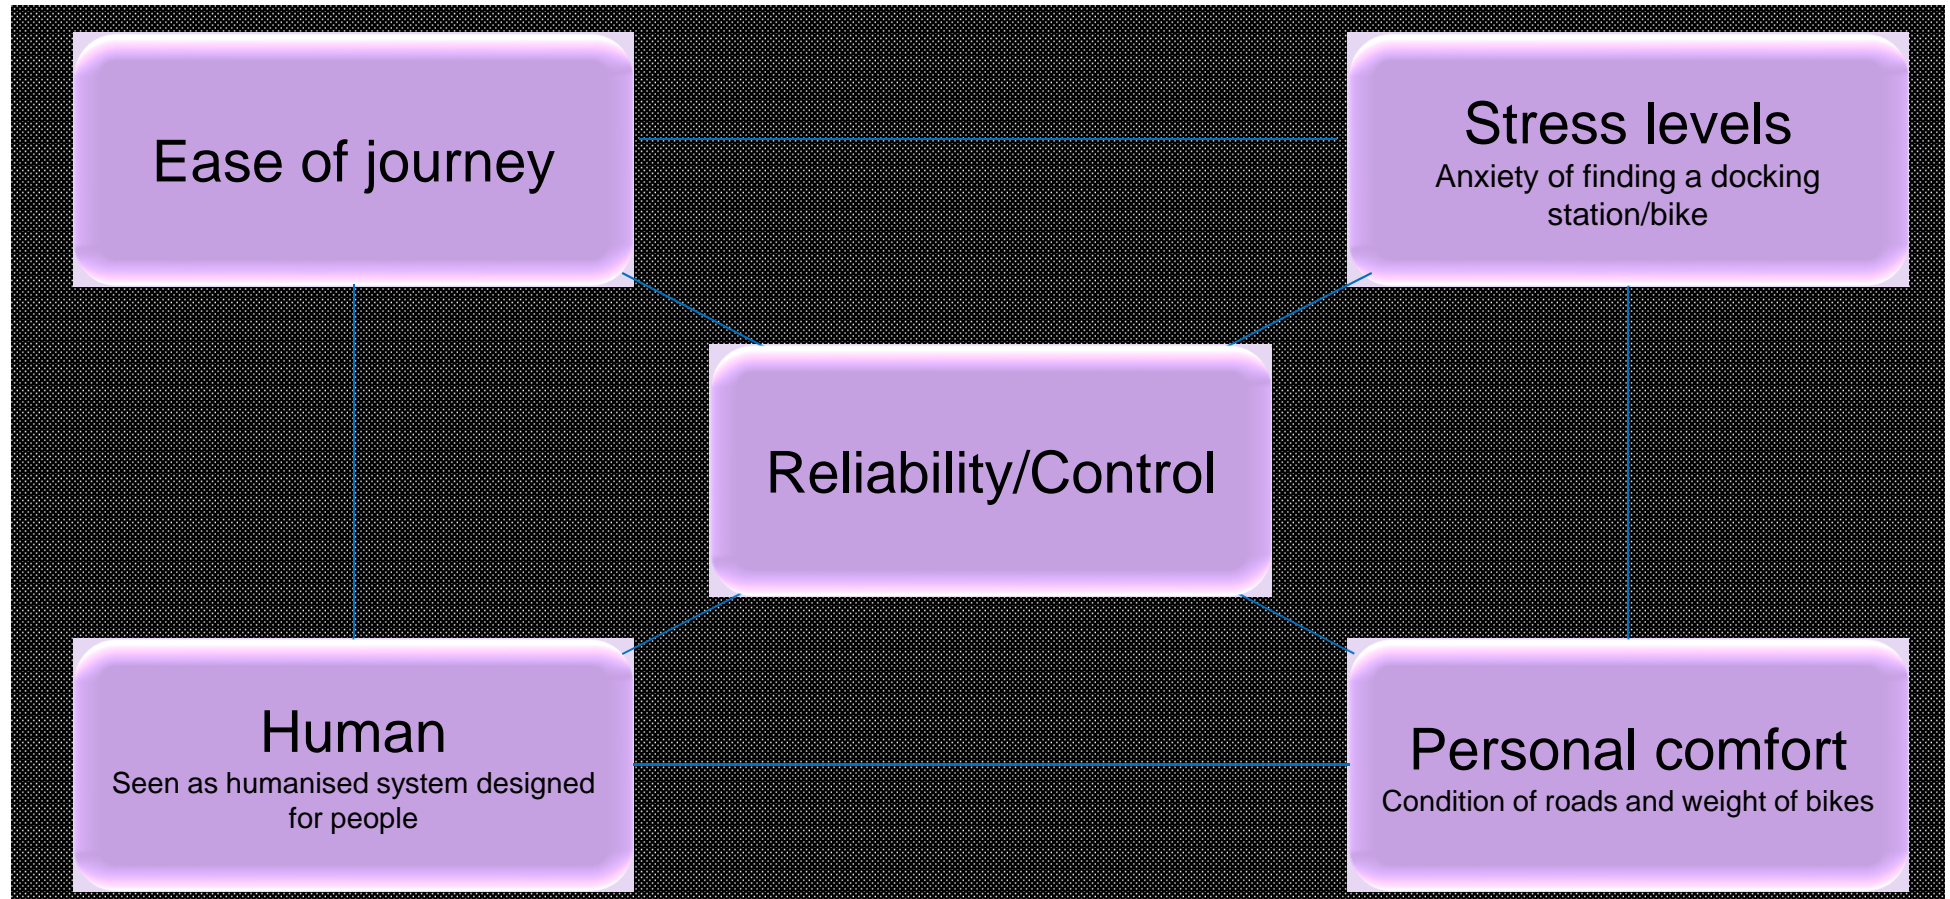 Ease of journey
Stress levels
Anxiety of finding a docking
station/bike
Reliability/Control
Human
Seen as humanised system designed
for people
Personal comfort
Condition of roads and weight of bikes